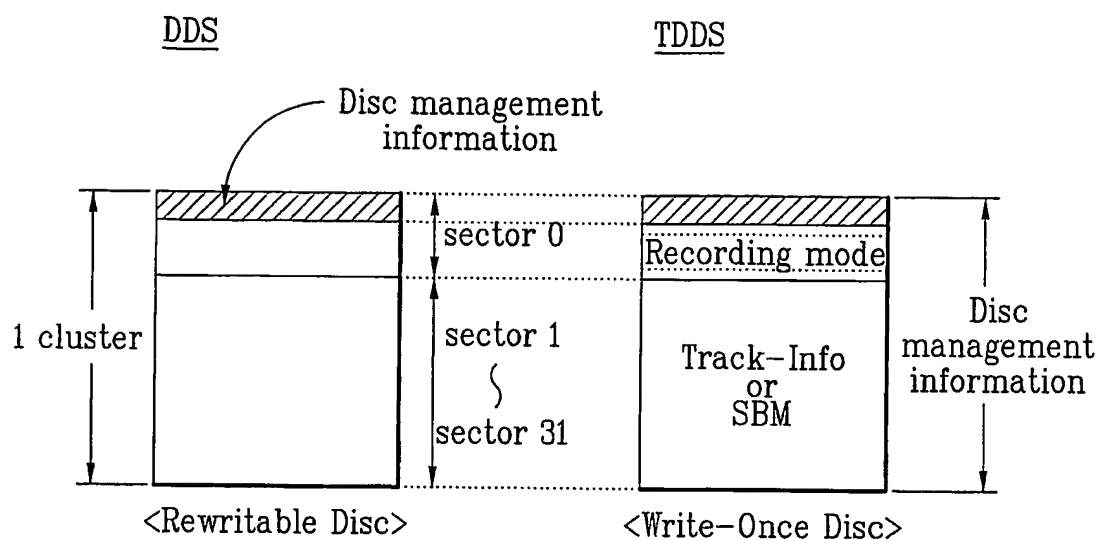 DDS
TDDS
Disc management
information
sector 0
Recording mode
1 cluster
sector 1
sector 31
Track-Info
or
SBM
Disc
management
information
<Rewritable Disc>
<Write-Once Disc>